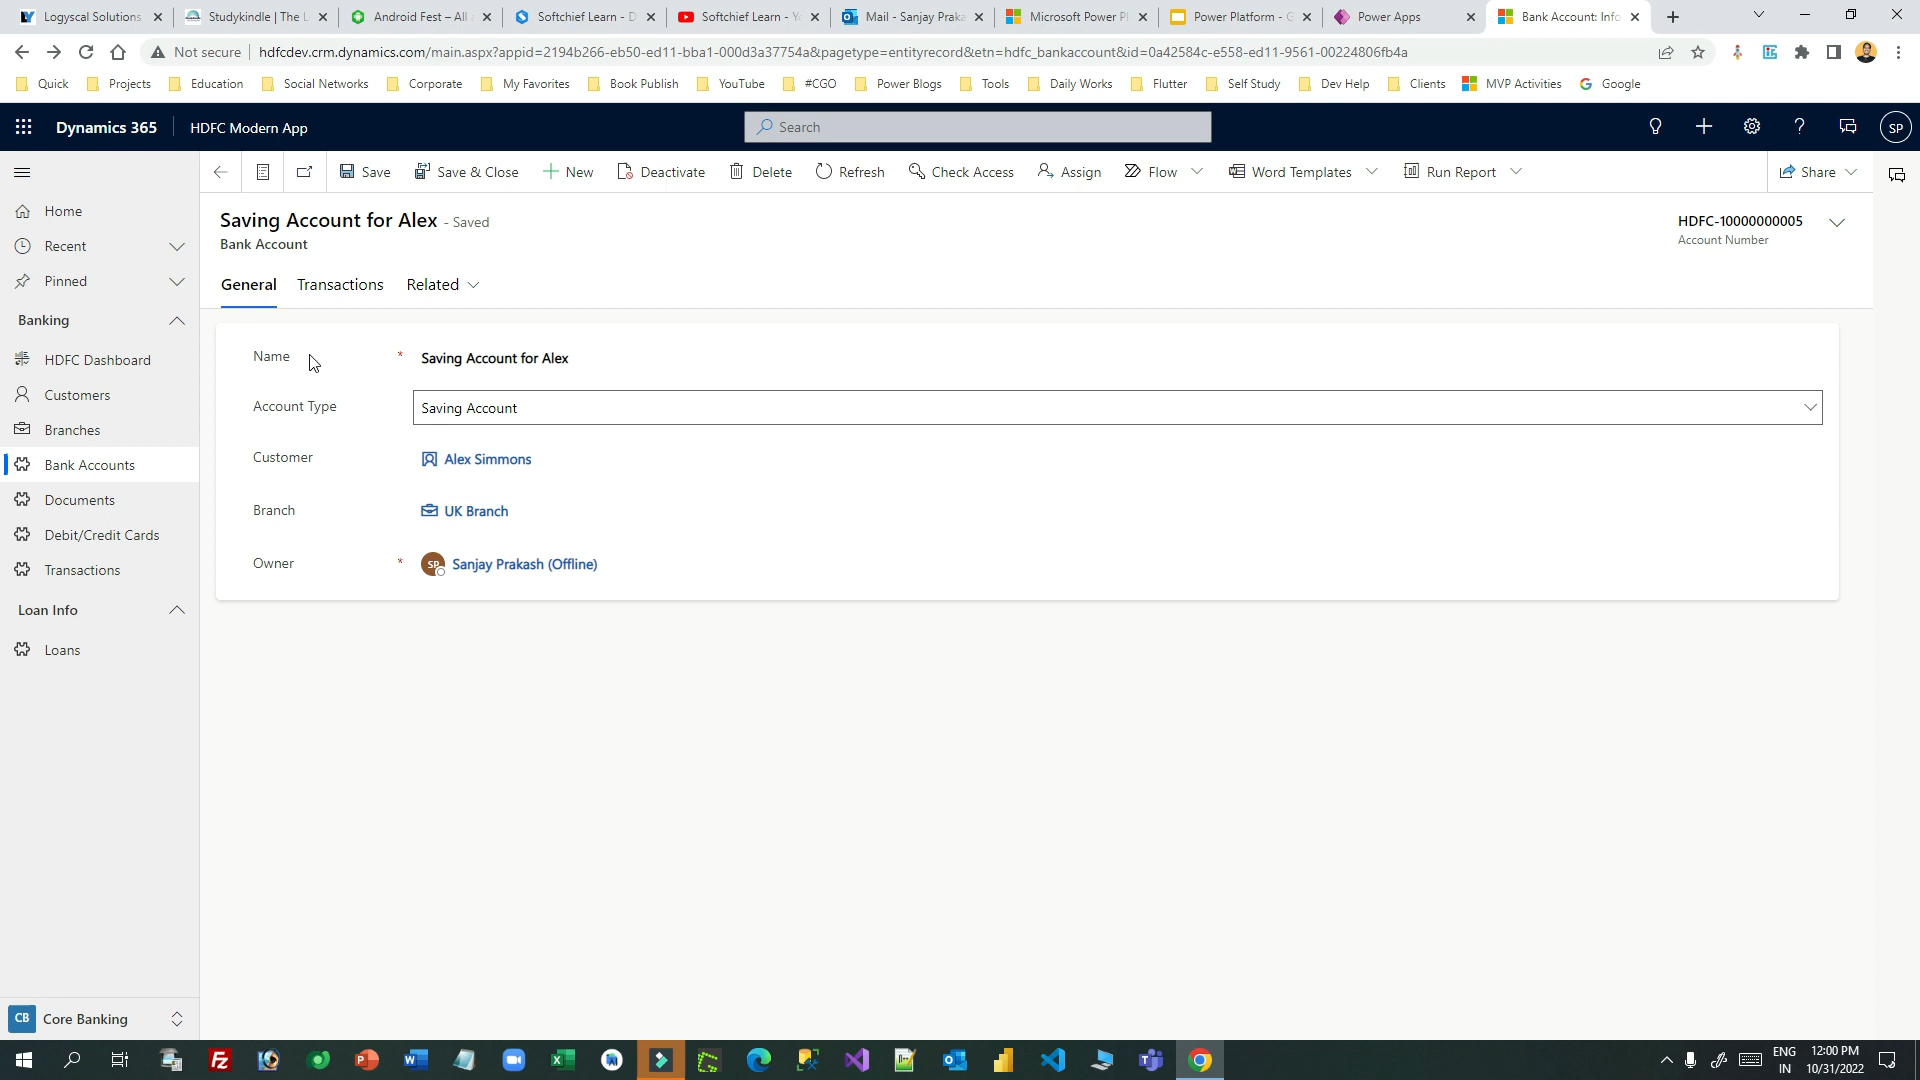 Logyscal Solutions
Studykindle | The L
Android Fest – All
Softchief Learn - D
Softchief Learn - Y
Mail - Sanjay Praka
Microsoft Power Pl
Power Platform - G
Power Apps
Bank Account: Info
Not secure
hdfcdev.crm.dynamics.com/main.aspx?appid=2194b266-eb50-ed11-bba1-000d3a37754a&pagetype=entityrecord&etn=hdfc_bankaccount&id=0a42584c-e558-ed11-9561-00224806fb4a
Quick Projects Education Social Networks Corporate My Favorites Book Publish YouTube #CGO Power Blogs Tools Daily Works Flutter Self Study Dev Help Clients MVP Activities Google
Dynamics 365 HDFC Modern App Search SP
Save Save & Close New Deactivate Delete Refresh Check Access Assign Flow Word Templates Run Report Share
Home
Recent
Pinned
Banking
HDFC Dashboard
Customers
Branches
Bank Accounts
Documents
Debit/Credit Cards
Transactions
Loan Info
Loans
CB Core Banking
Saving Account for Alex - Saved
Bank Account
HDFC-10000000005
Account Number
General Transactions Related
Name * Saving Account for Alex
Account Type Saving Account
Customer Alex Simmons
Branch UK Branch
Owner * SP Sanjay Prakash (Offline)
ENG
IN
12:00 PM
10/31/2022